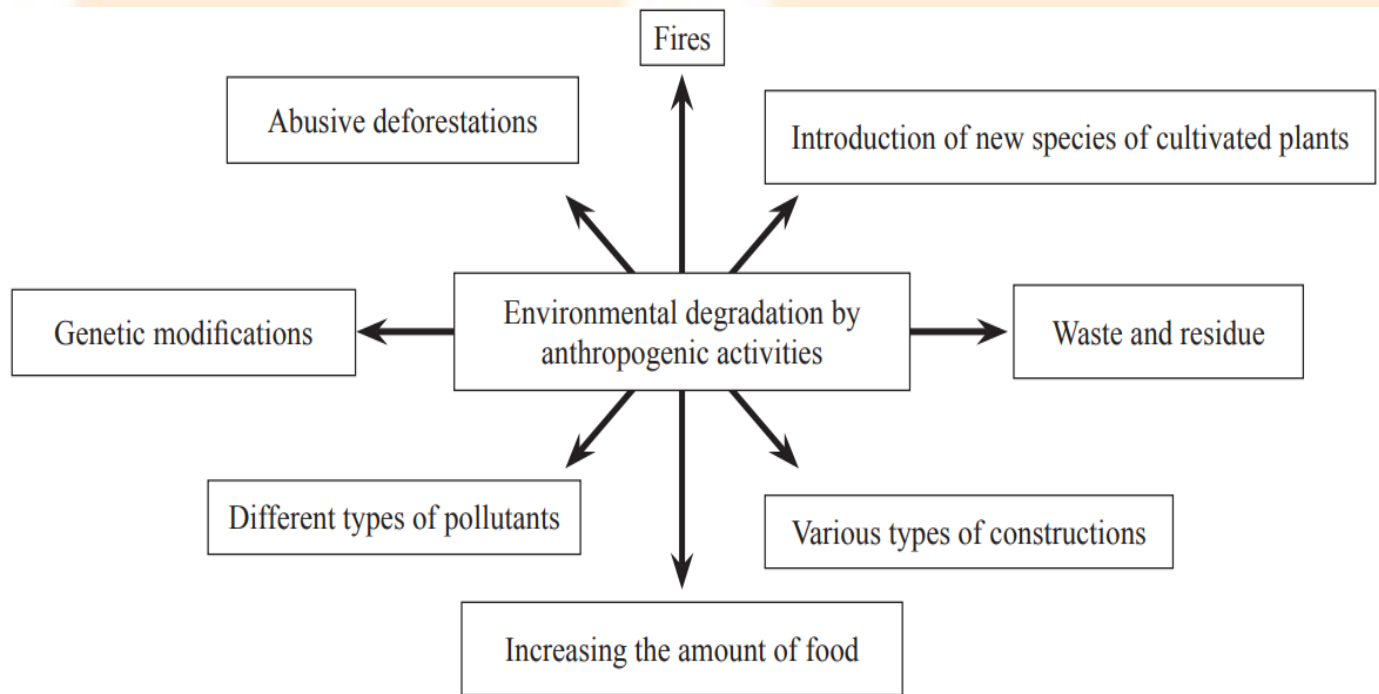 Fires
Abusive deforestations
Introduction of new species of cultivated plants
Genetic modifications
Environmental degradation by
anthropogenic activities
Waste and residue
Different types of pollutants
Various types of constructions
Increasing the amount of food